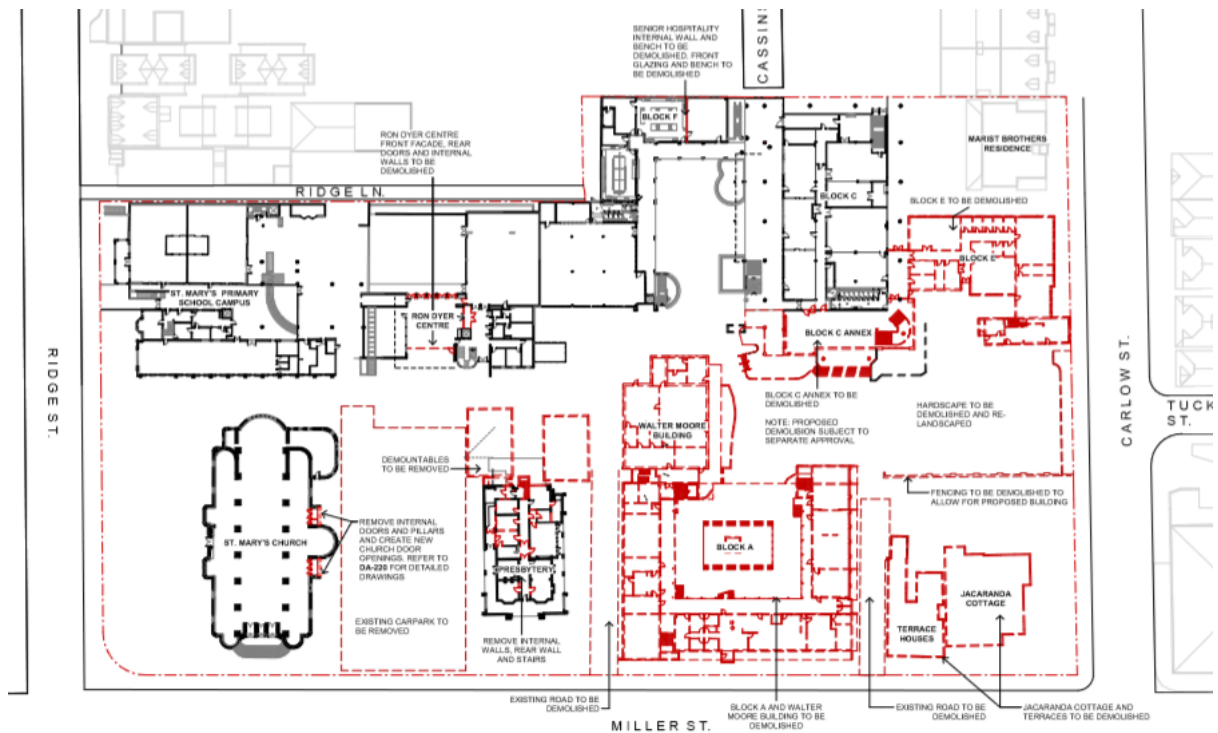 SENIOR HOSPITALITY
INTERNAL WALL AND
BENCH TO BE
DEMOLISHED, FRONT
GLAZING AND BENCH TO
BE DEMOLISHED
CASSINS
BLOCK F
RON DYER CENTRE
FRONT FACADE, REAR
DOORS AND INTERNAL
WALLS TO BE
DEMOLISHED
MARIST BROTHERS
RESIDENCE
RIDGE LN.
BLOCK C
BLOCK E TO BE DEMOLISHED
BLOCK E
ST. MARY'S PRIMARY
SCHOOL CAMPUS
RON DYER
CENTRE
BLOCK C ANNEX
RIDGE ST.
CARLOW ST.
TUCK
ST.
BLOCK C ANNEX TO BE
DEMOLISHED
NOTE: PROPOSED
DEMOLISION SUBJECT TO
SEPARATE APPROVAL
HARDSCAPE TO BE
DEMOLISHED AND RE-
LANDSCAPED
WALTER MOORE
BUILDING
DEMOUNTABLES
TO BE REMOVED
FENCING TO BE DEMOLISHED TO
ALLOW FOR PROPOSED BUILDING
ST. MARY'S CHURCH
REMOVE INTERNAL
DOORS AND PILLARS
AND CREATE NEW
CHURCH DOOR
OPENINGS. REFER TO
DA-220 FOR DETAILED
DRAWINGS
BLOCK A
PRESBYTERY
JACARANDA
COTTAGE
TERRACE
HOUSES
EXISTING CARPARK TO
BE REMOVED
REMOVE INTERNAL
WALLS, REAR WALL
AND STAIRS
EXISTING ROAD TO BE
DEMOLISHED
BLOCK A AND WALTER
MOORE BUILDING TO BE
DEMOLISHED
EXISTING ROAD TO BE
DEMOLISHED
JACARANDA COTTAGE AND
TERRACES TO BE DEMOLISHED
MILLER ST.